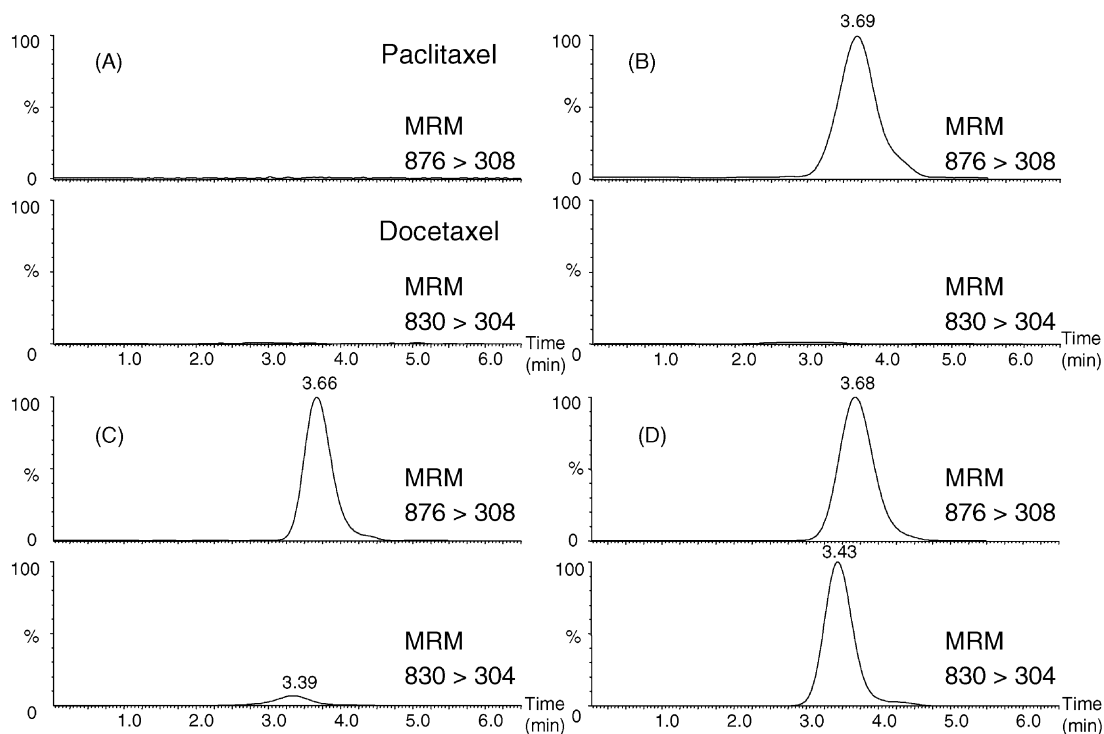 3.69
100
(A)
Paclitaxel
%
MRM
876 > 308
0
100
(B)
%
MRM
876 > 308
0
100
Docetaxel
%
MRM
830 > 304
0
1.0 2.0 3.0 4.0 5.0 6.0
Time
(min)
100
%
MRM
830 > 304
0
1.0 2.0 3.0 4.0 5.0 6.0
Time
(min)
3.66
100
(C)
%
MRM
876 > 308
0
3.68
100
(D)
%
MRM
876 > 308
0
100
%
3.39
MRM
830 > 304
0
1.0 2.0 3.0 4.0 5.0 6.0
Time
(min)
3.43
100
%
MRM
830 > 304
0
1.0 2.0 3.0 4.0 5.0 6.0
Time
(min)